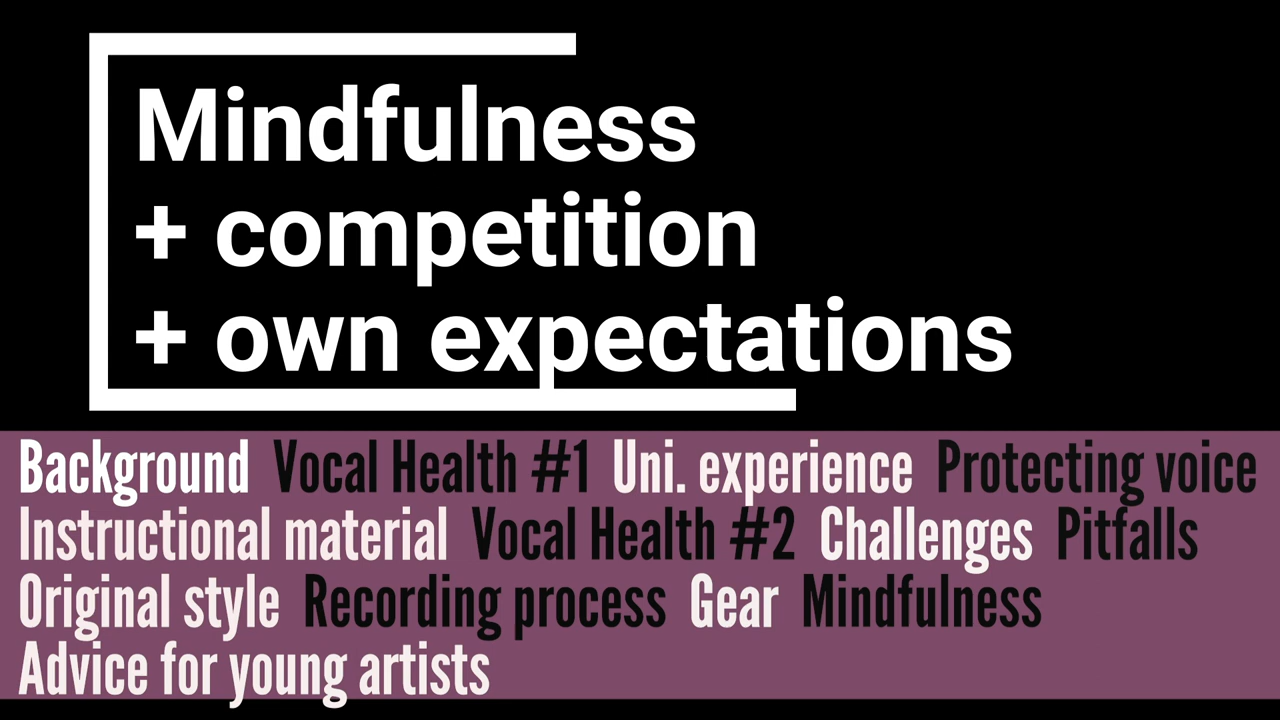 Mindfulness
+ competition
+ own expectations
Background Vocal Health #1 Uni. experience Protecting voice
Instructional material Vocal Health #2 Challenges Pitfalls
Original style Recording process Gear Mindfulness
Advice for young artists